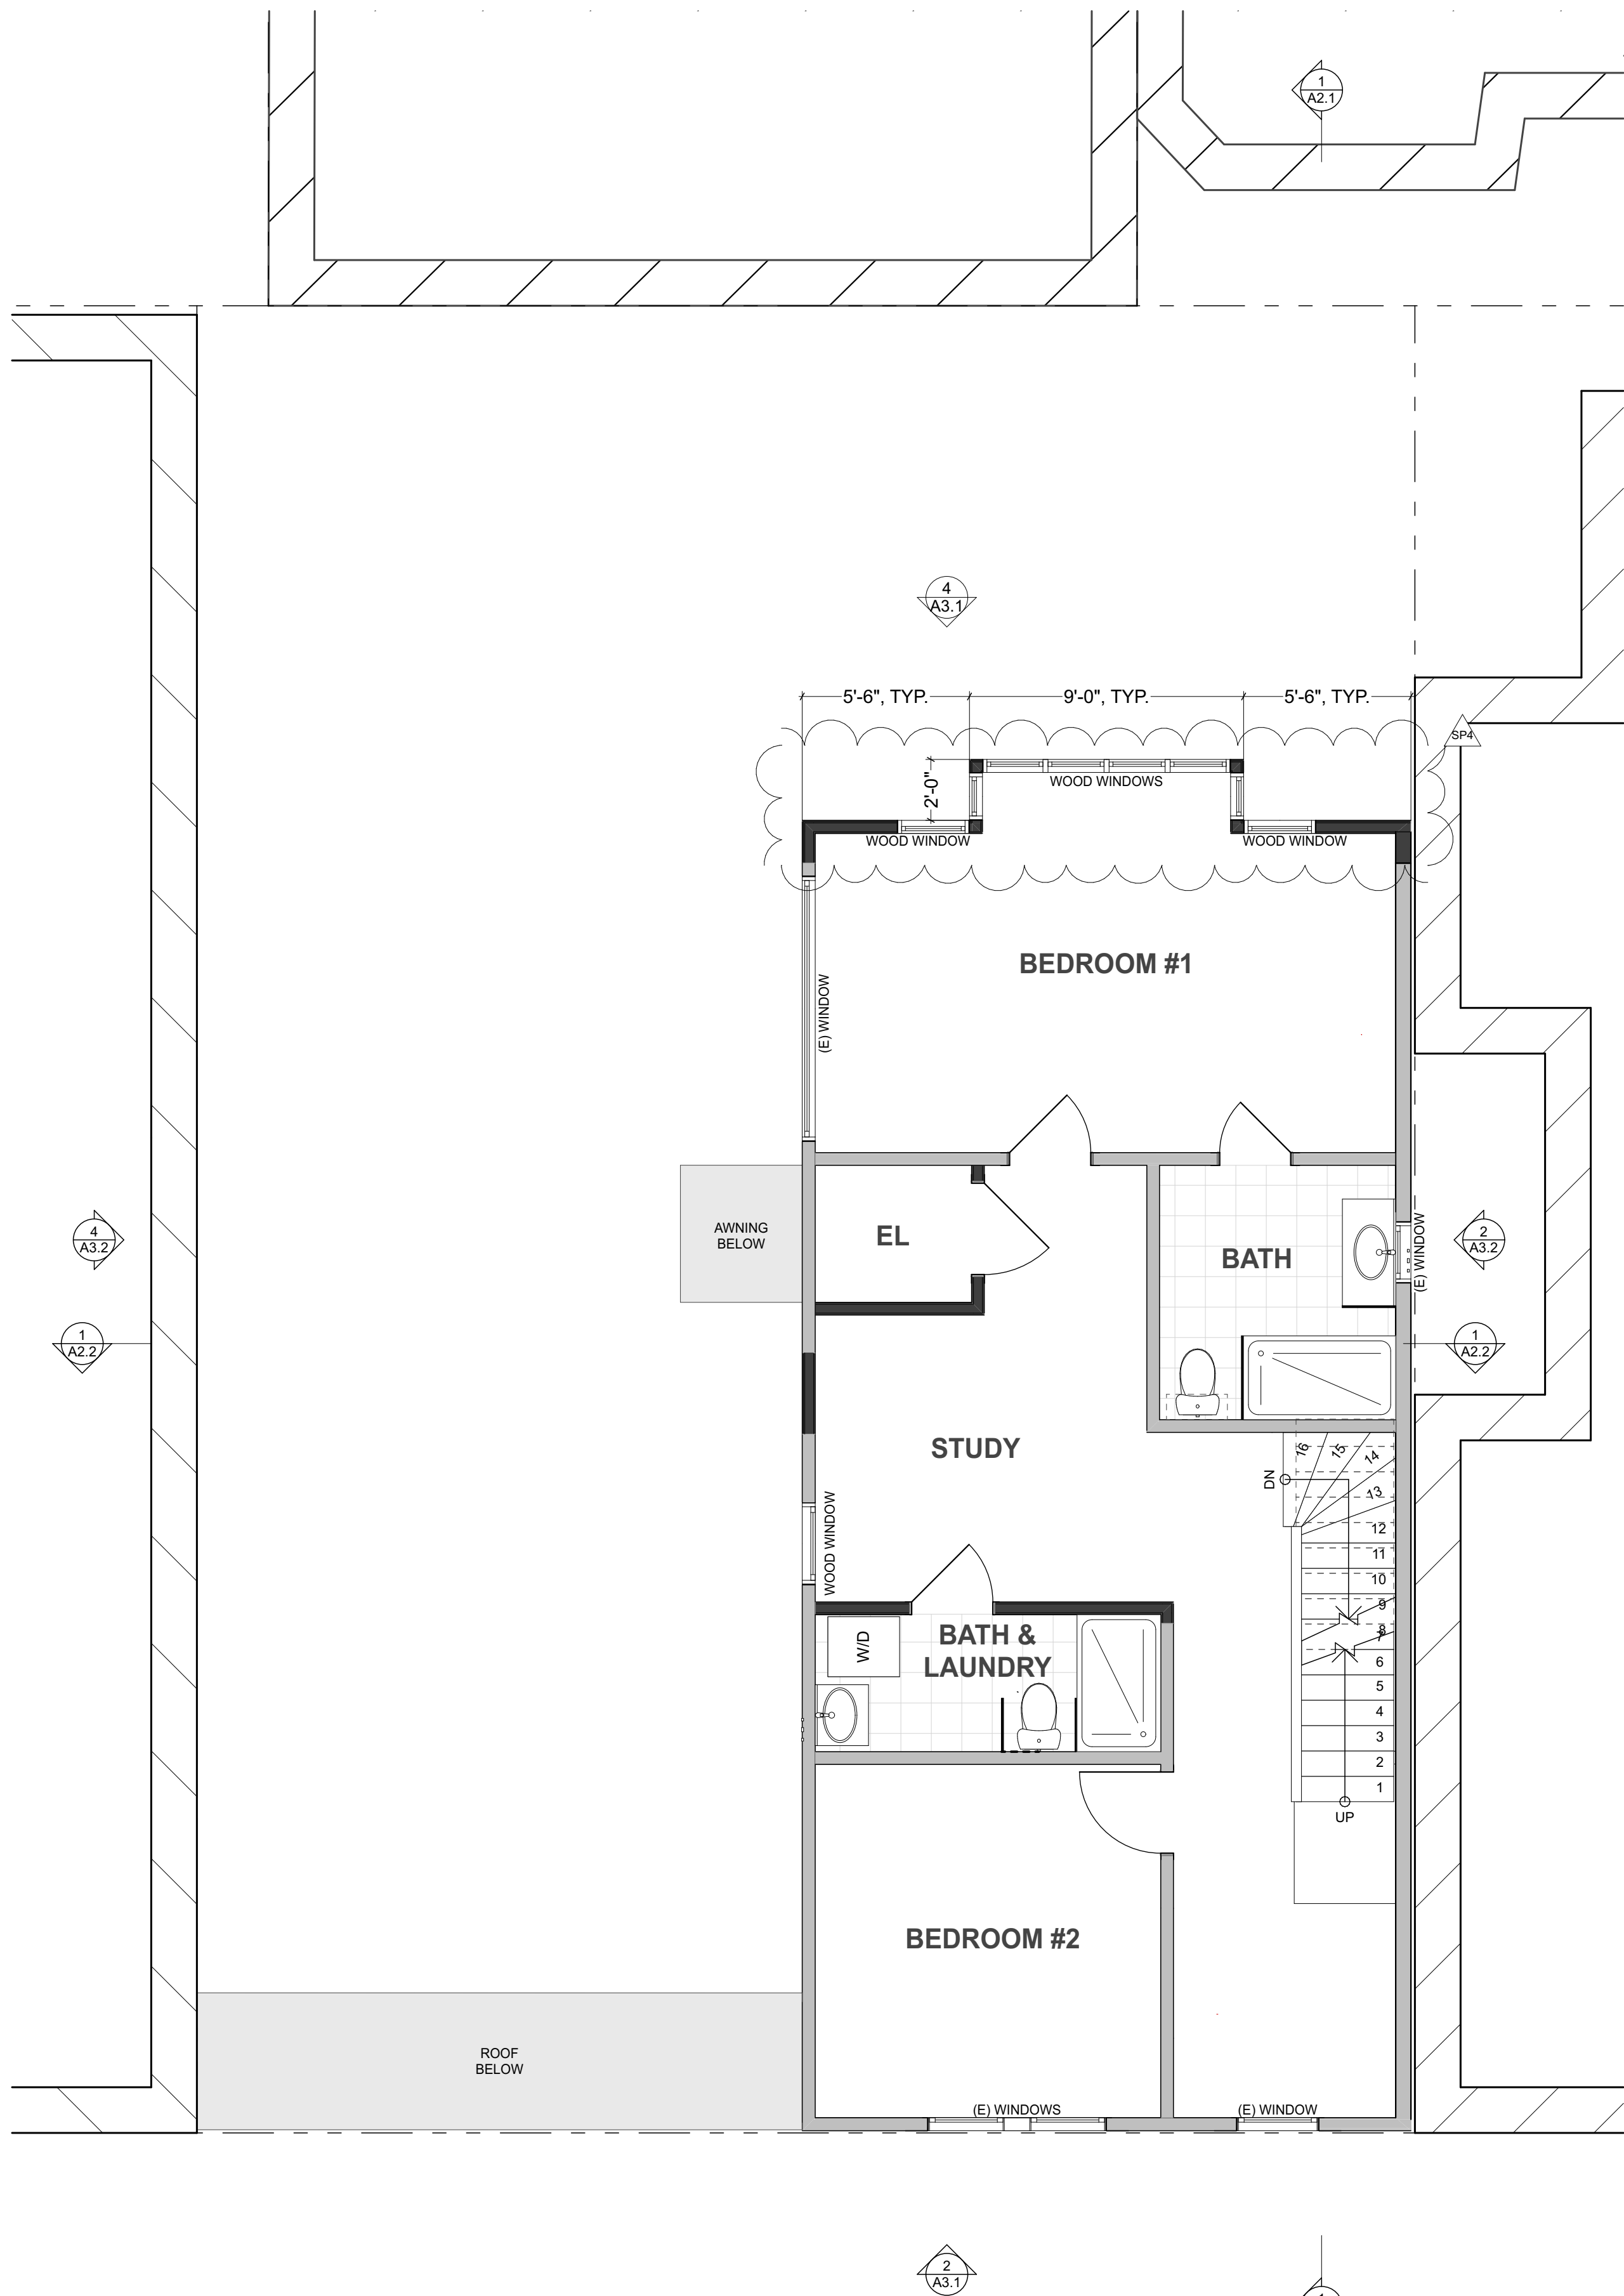 1
A2.1
4
A3.1
5'-6", TYP.
9'-0", TYP.
5'-6", TYP.
SP4
2'-0"
WOOD WINDOWS
WOOD WINDOW
WOOD WINDOW
BEDROOM #1
(E) WINDOW
AWNING
BELOW
EL
BATH
(E) WINDOW
4
A3.2
2
A3.2
1
A2.2
1
A2.2
STUDY
DN
16
15
14
13
12
11
10
9
8
7
6
5
4
3
2
1
UP
WOOD WINDOW
W/D
BATH &
LAUNDRY
BEDROOM #2
ROOF
BELOW
(E) WINDOWS
(E) WINDOW
2
A3.1